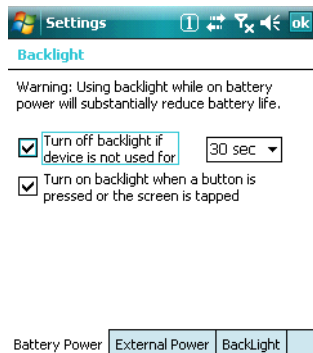 Settings 1 ok
Backlight
Warning: Using backlight while on battery
power will substantially reduce battery life.
Turn off backlight if
device is not used for
30 sec
Turn on backlight when a button is
pressed or the screen is tapped
Battery Power External Power BackLight